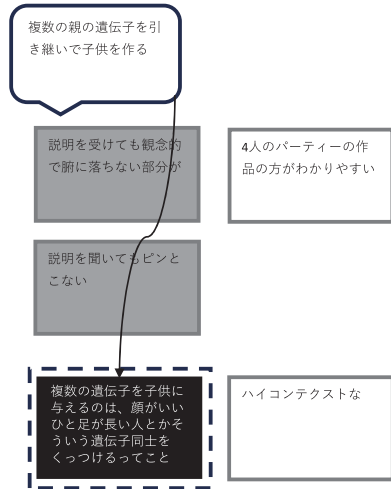 複数の親の遺伝子を引
き継いで子供を作る
説明を受けても観念的
で腑に落ちない部分が
4人のパーティーの作
品の方がわかりやすい
説明を聞いてもピンと
こない
複数の遺伝子を子供に
与えるのは、顔がいい
ひと足が長い人とかそ
ういう遺伝子同士を
くっつけるってこと
ハイコンテクストな